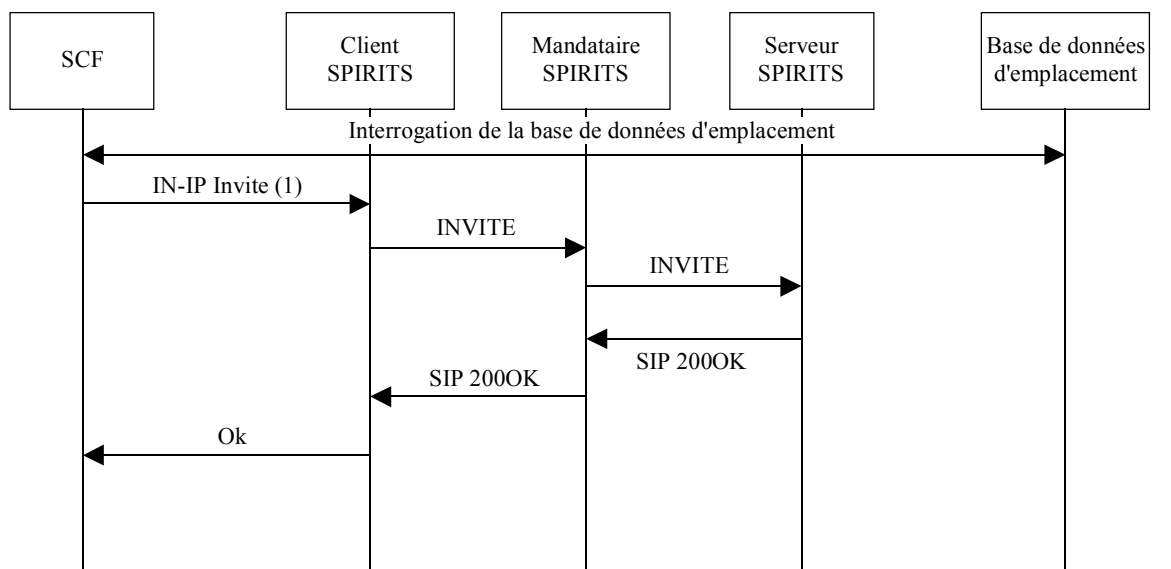 SCF
Client
SPIRITS
Mandataire
SPIRITS
Serveur
SPIRITS
Base de données
d'emplacement
Interrogation de la base de données d'emplacement
IN-IP Invite (1)
INVITE
INVITE
SIP 200OK
SIP 200OK
Ok